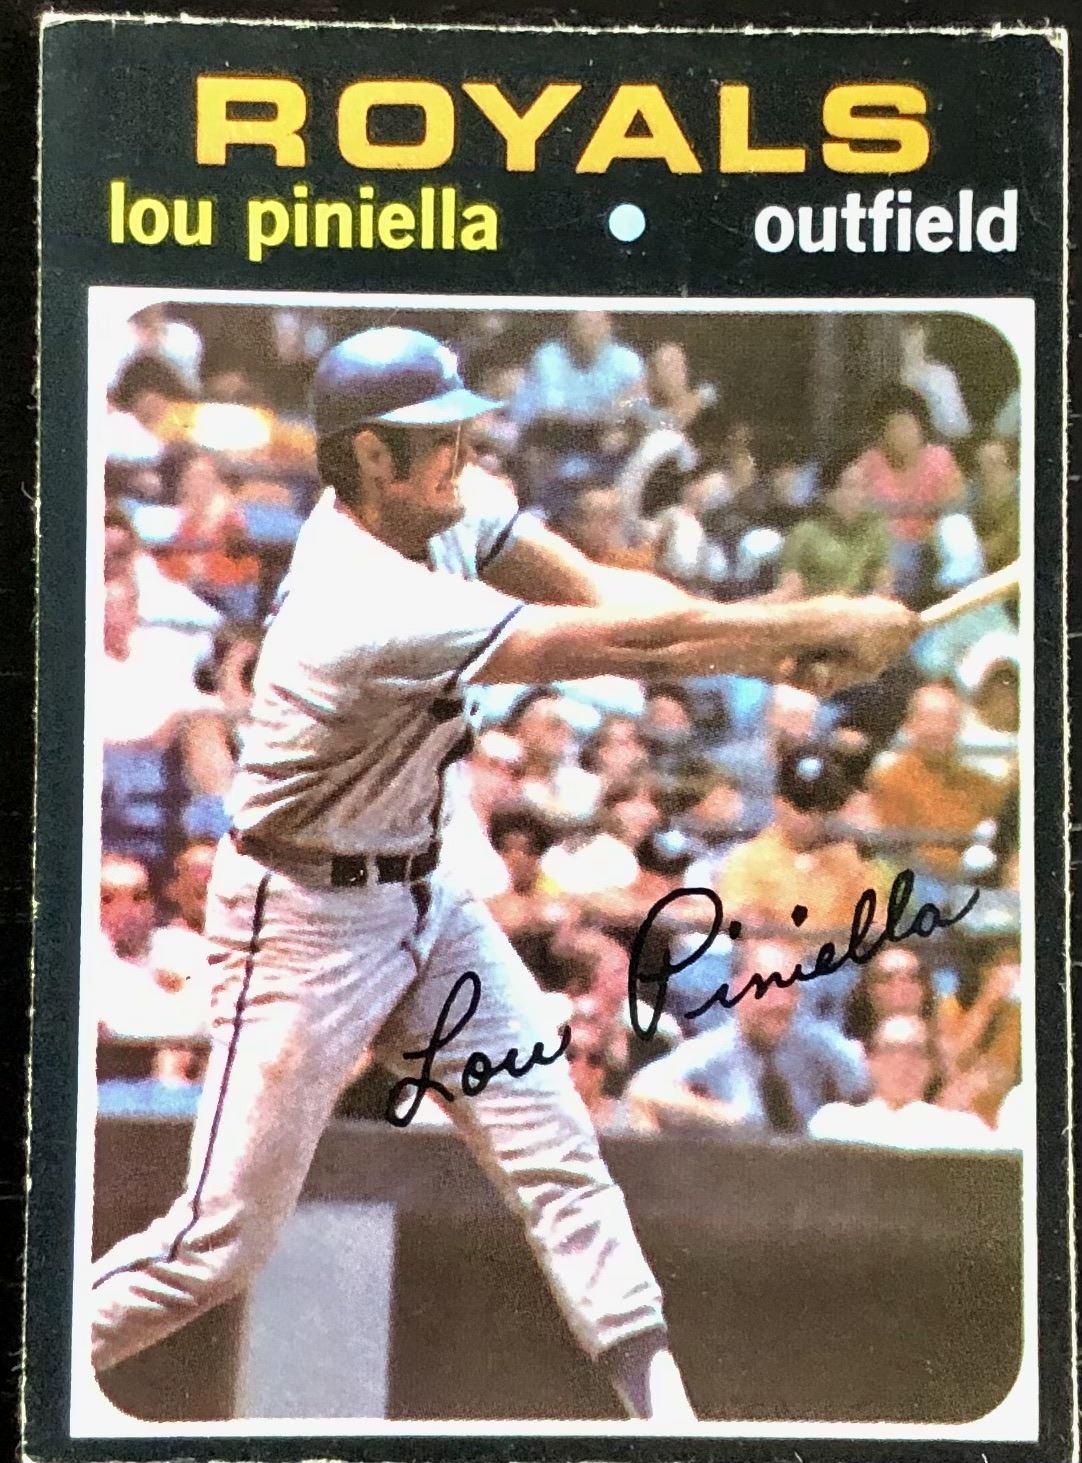 ROYALS
lou piniella • outfield
Lou Piniella